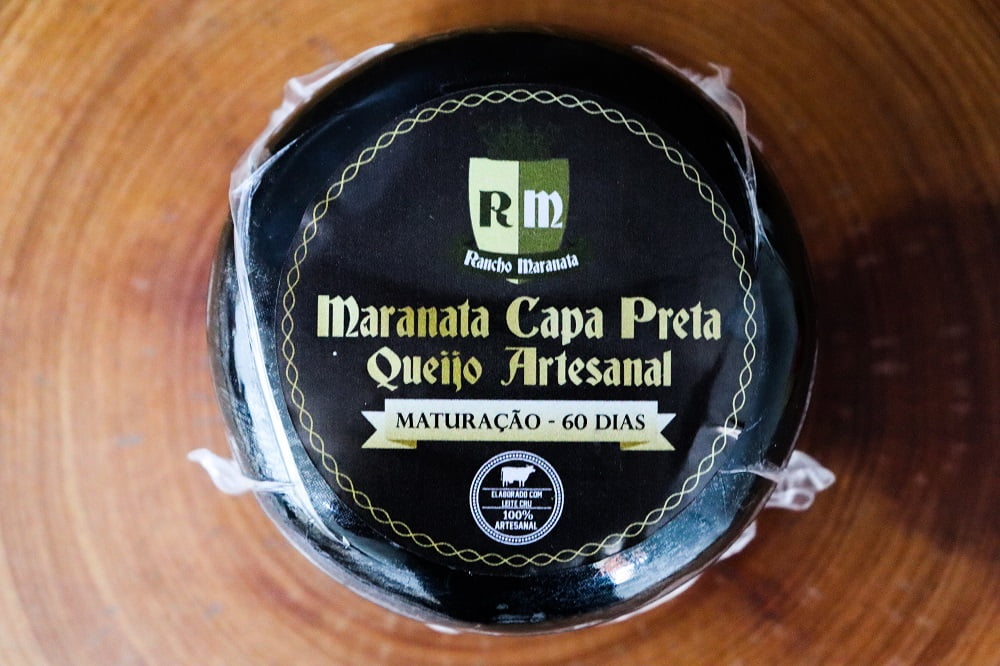 RM
Rancho Maranata
Maranata Capa Preta
Queijo Artesanal
MATURAÇÃO - 60 DIAS
ELABORADO COM
LEITE CRU
100%
ARTESANAL